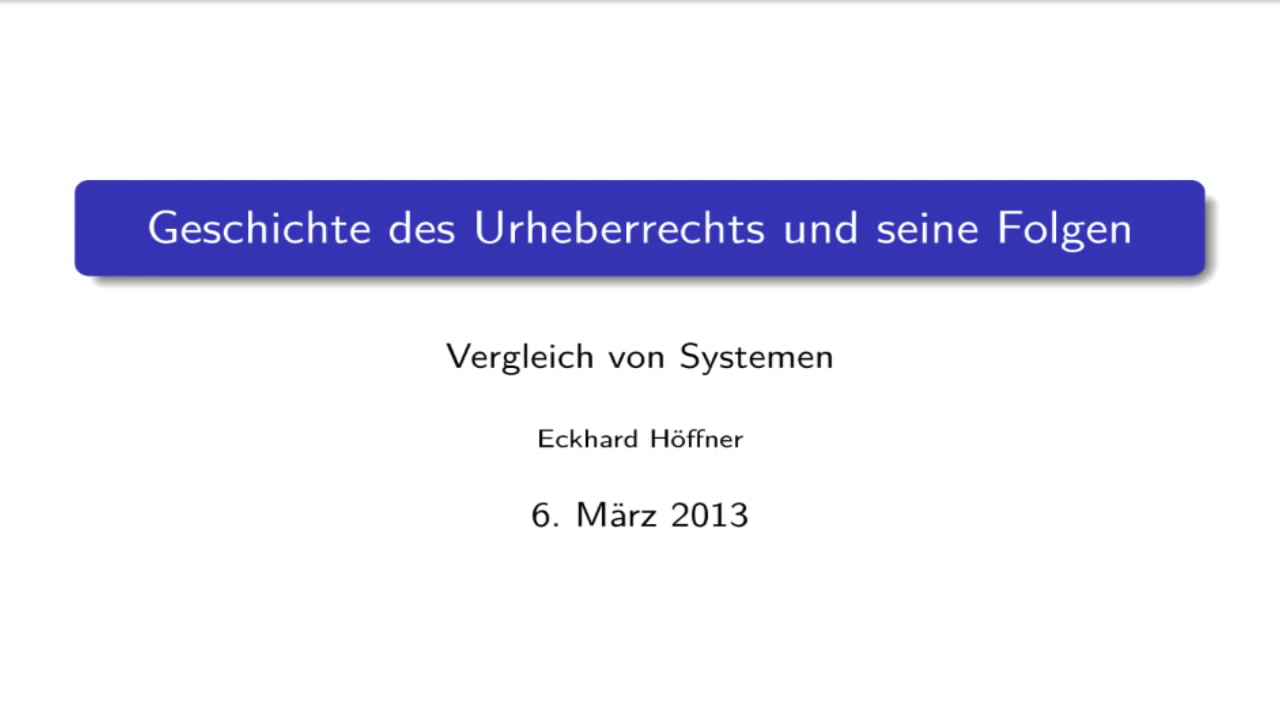 Geschichte des Urheberrechts und seine Folgen
Vergleich von Systemen
Eckhard Höffner
6. März 2013